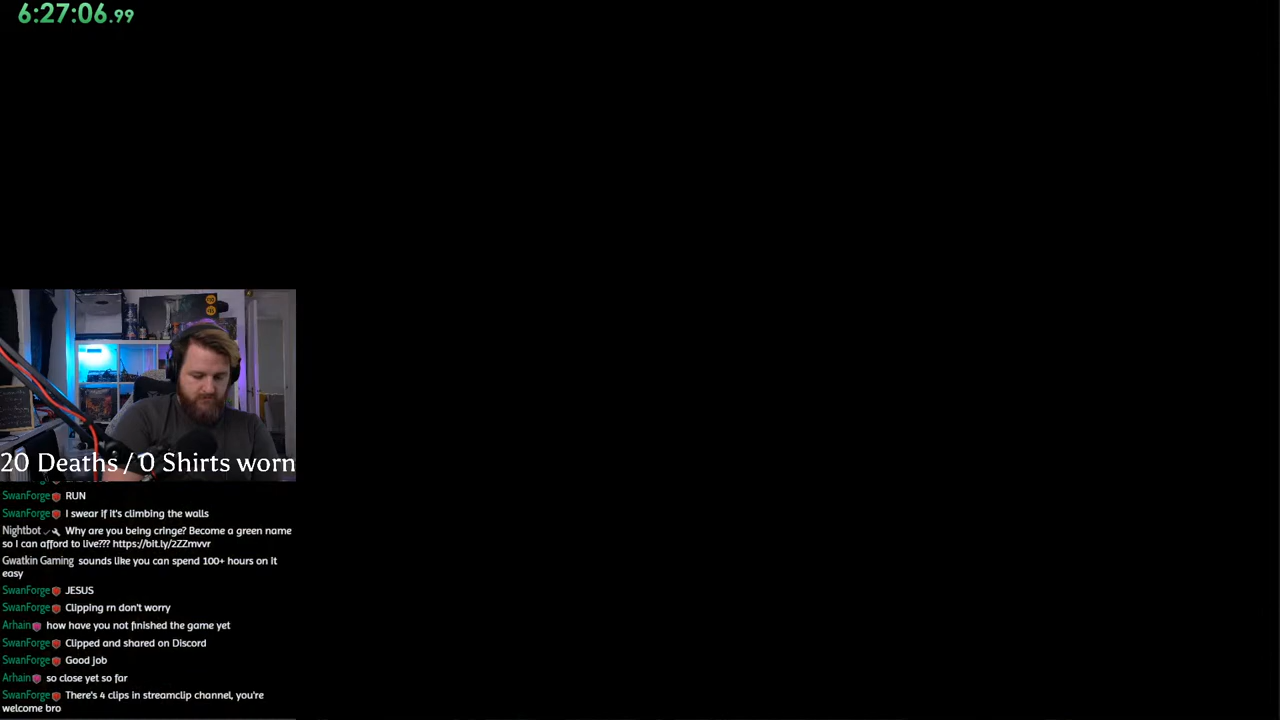 6:27:06.99
20 Deaths / 0 Shirts worn
SwanForge RUN
SwanForge I swear if it's climbing the walls
Nightbot Why are you being cringe? Become a green name
so I can afford to live??? https://bit.ly/2ZZmvvr
Gwatkin Gaming sounds like you can spend 100+ hours on it
easy
SwanForge JESUS
SwanForge Clipping rn don't worry
Arhain how have you not finished the game yet
SwanForge Clipped and shared on Discord
SwanForge Good job
Arhain so close yet so far
SwanForge There's 4 clips in streamclip channel, you're
welcome bro